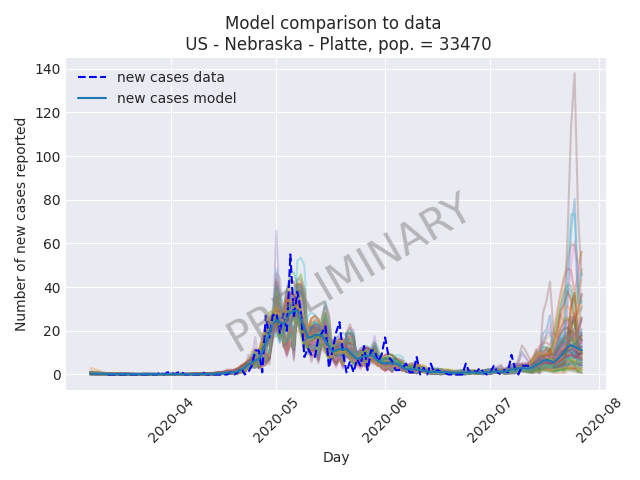 Model comparison to data
US - Nebraska - Platte, pop. = 33470
new cases data
new cases model
Number of new cases reported
140
120
100
80
60
40
20
0
PRELIMINARY
2020-04
2020-05
2020-06
2020-07
2020-08
Day